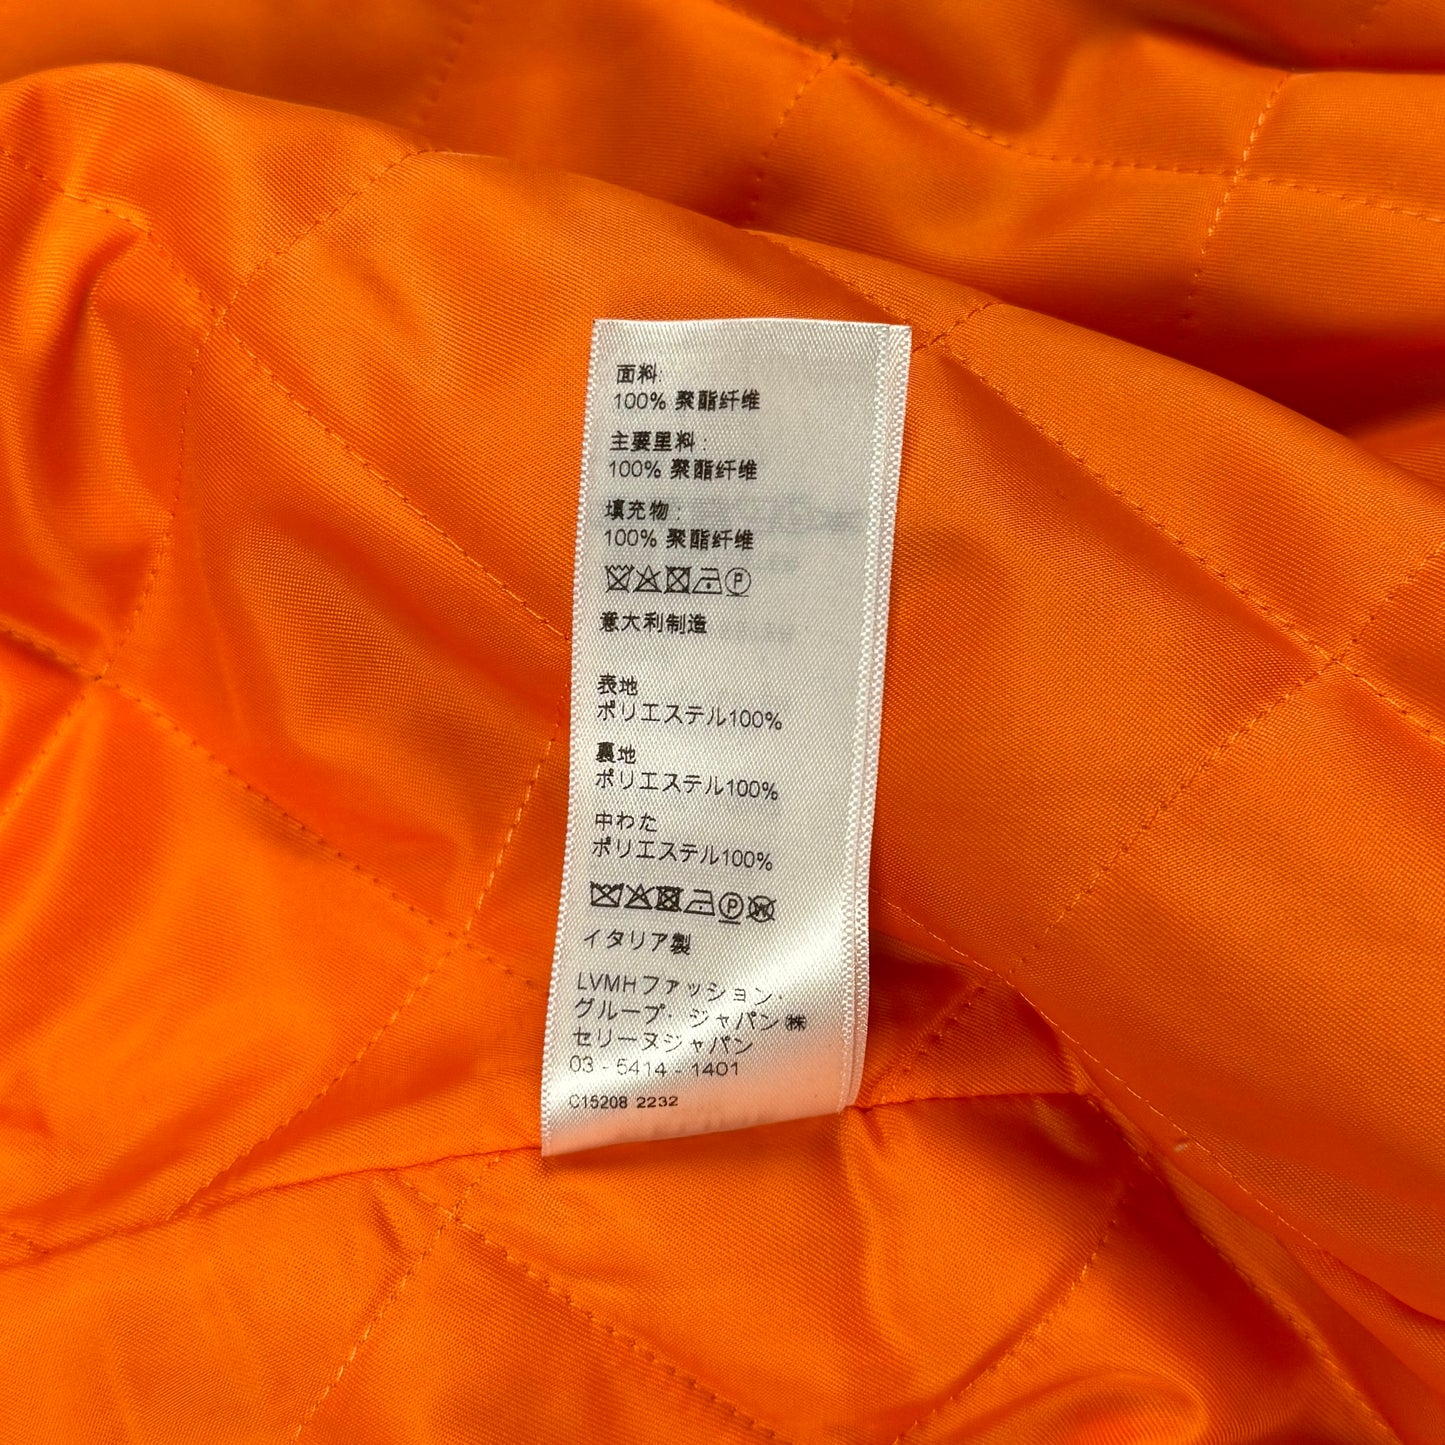 面料:
100% 聚酯纤维
主要里料:
100% 聚酯纤维
填充物:
100% 聚酯纤维
P
意大利制造
表地
ポリエステル100%
裏地
ポリエステル100%
中わた
ポリエステル100%
P W
イタリア製
LVMHファッション・
グループ・ジャパン㈱
セリーヌジャパン
03 - 5414 - 1401
C15208 2232